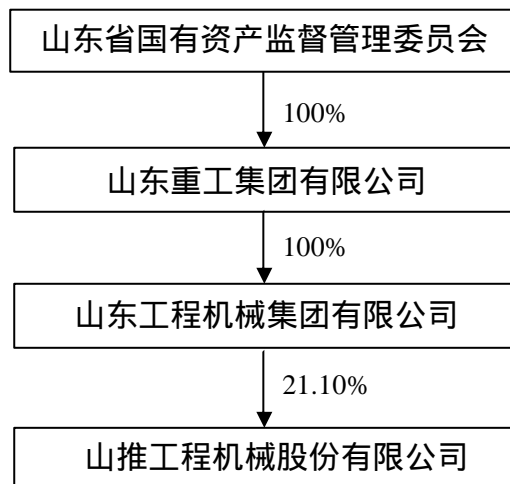 山东省国有资产监督管理委员会
100%
山东重工集团有限公司
100%
山东工程机械集团有限公司
21.10%
山推工程机械股份有限公司